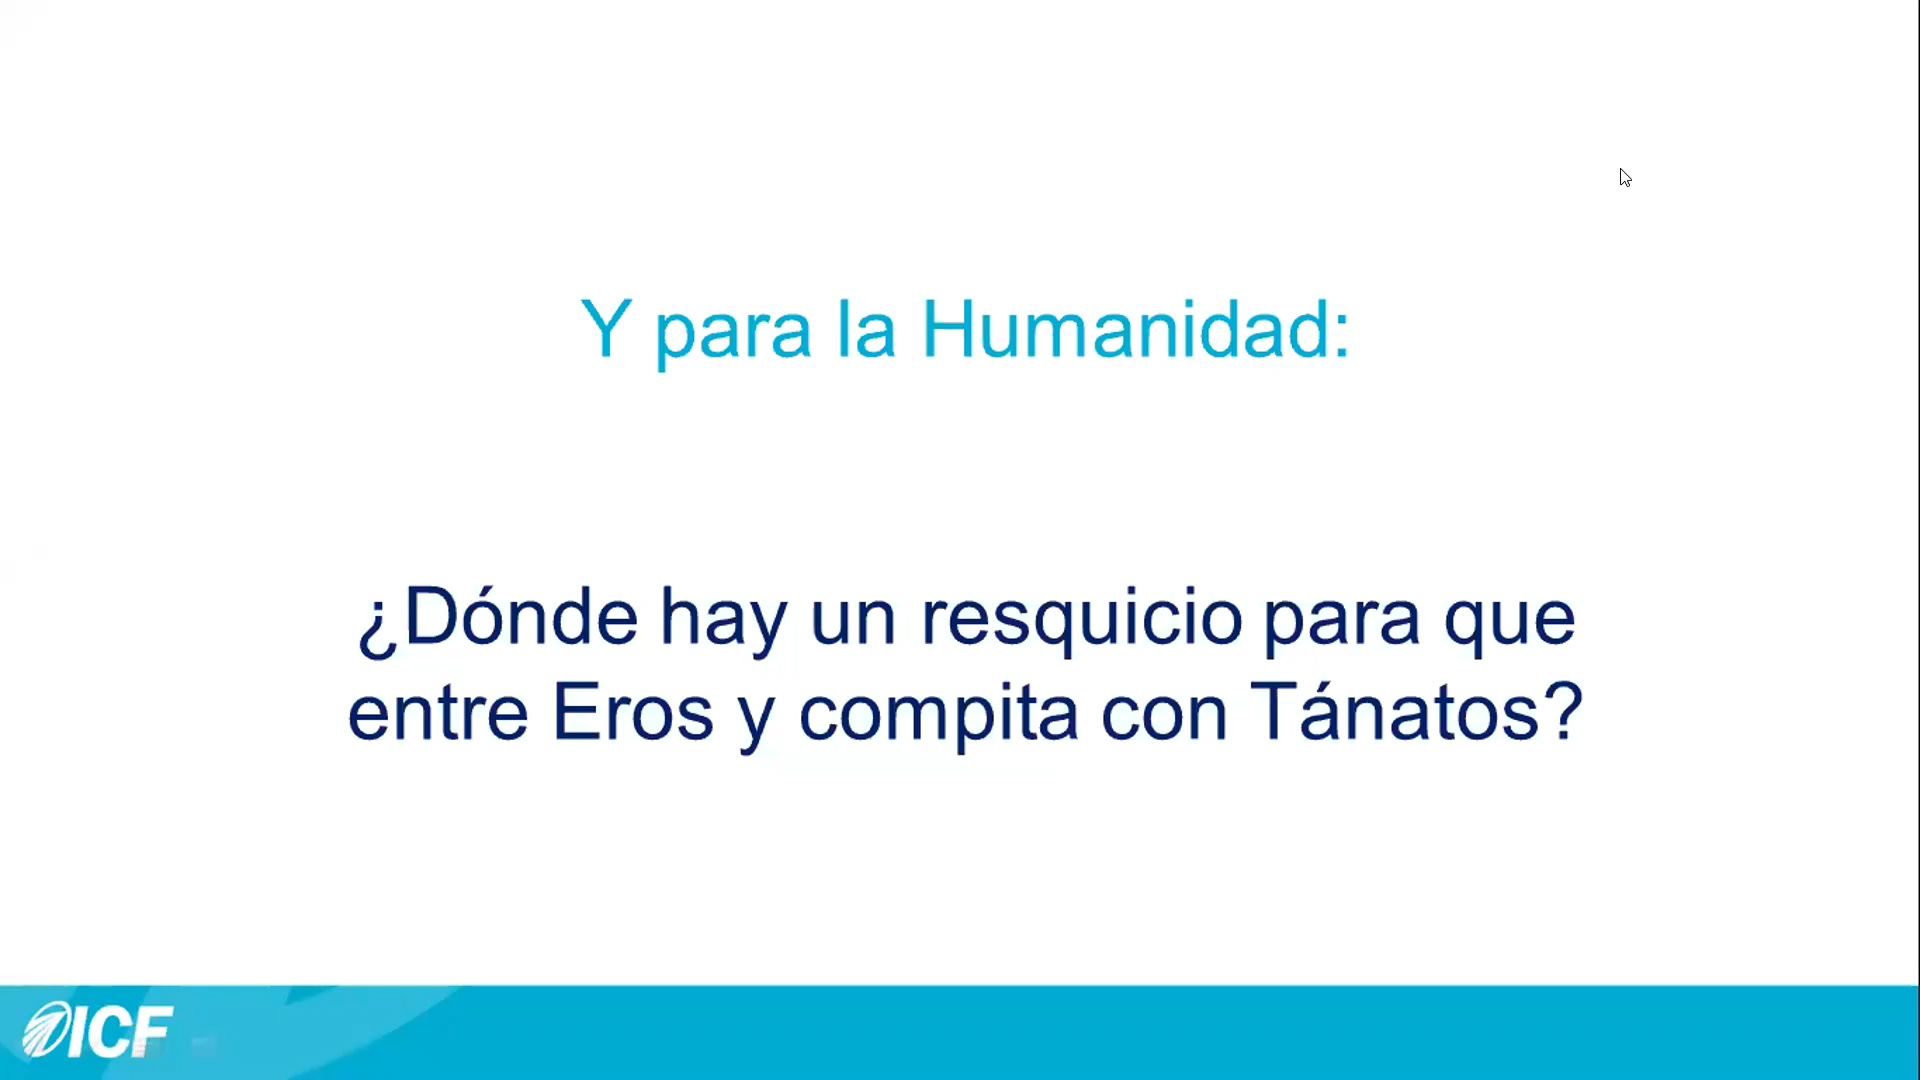 Y para la Humanidad:
¿Dónde hay un resquicio para que
entre Eros y compita con Tánatos?
ICF